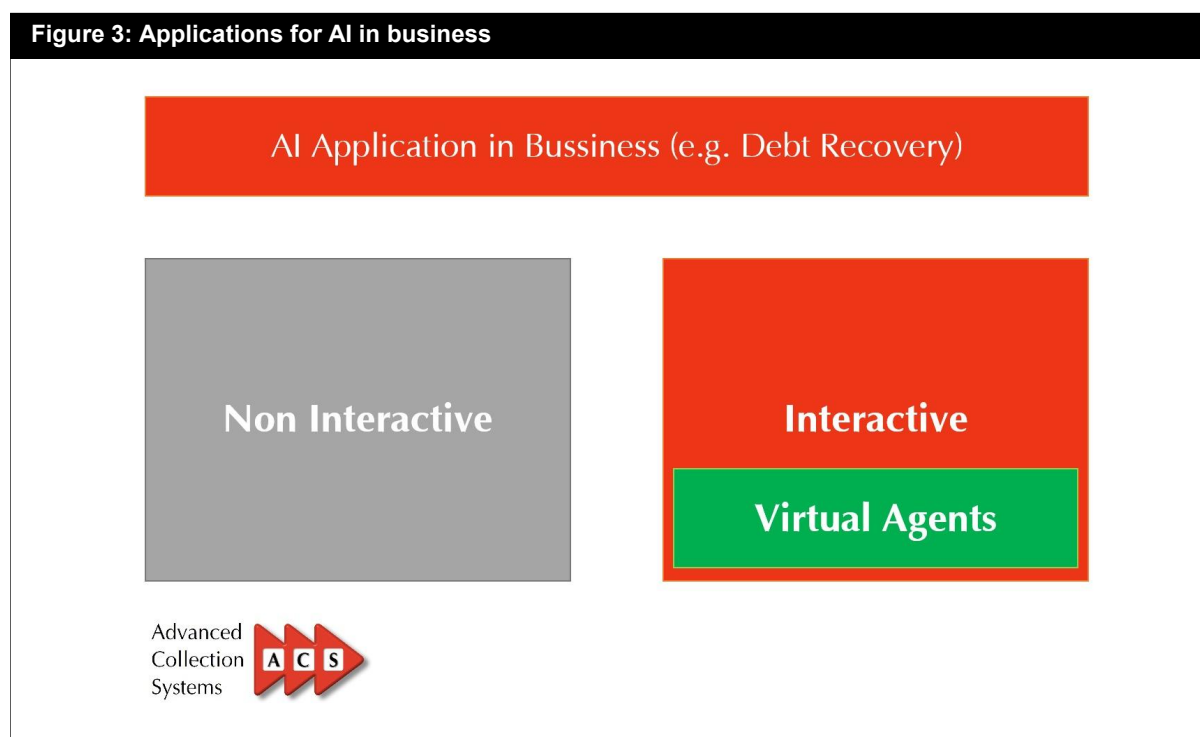 Figure 3: Applications for AI in business
AI Application in Bussiness (e.g. Debt Recovery)
Non Interactive
Interactive
Virtual Agents
Advanced
Collection
Systems
A C S